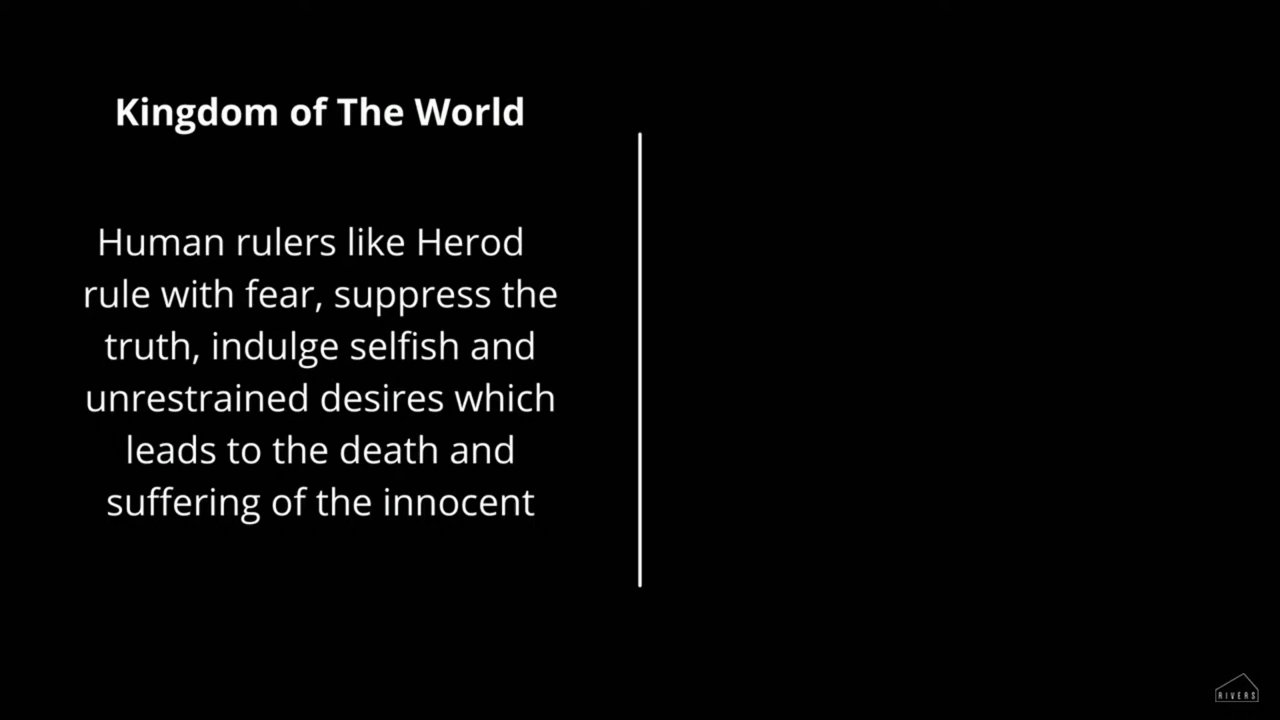 Kingdom of The World
Human rulers like Herod
rule with fear, suppress the
truth, indulge selfish and
unrestrained desires which
leads to the death and
suffering of the innocent
RIVERS